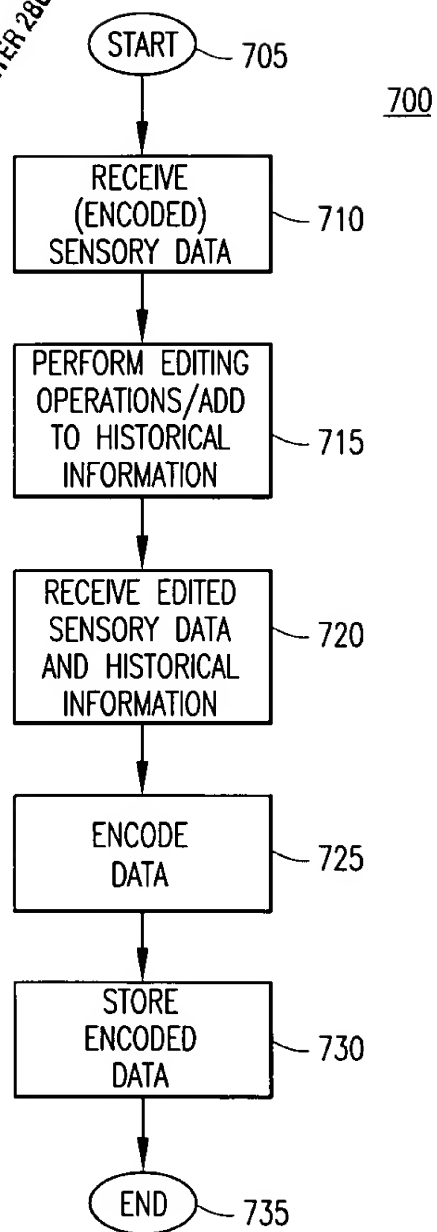 START
705
700
RECEIVE
(ENCODED)
SENSORY DATA
710
PERFORM EDITING
OPERATIONS/ADD
TO HISTORICAL
INFORMATION
715
RECEIVE EDITED
SENSORY DATA
AND HISTORICAL
INFORMATION
720
ENCODE
DATA
725
STORE
ENCODED
DATA
730
END
735